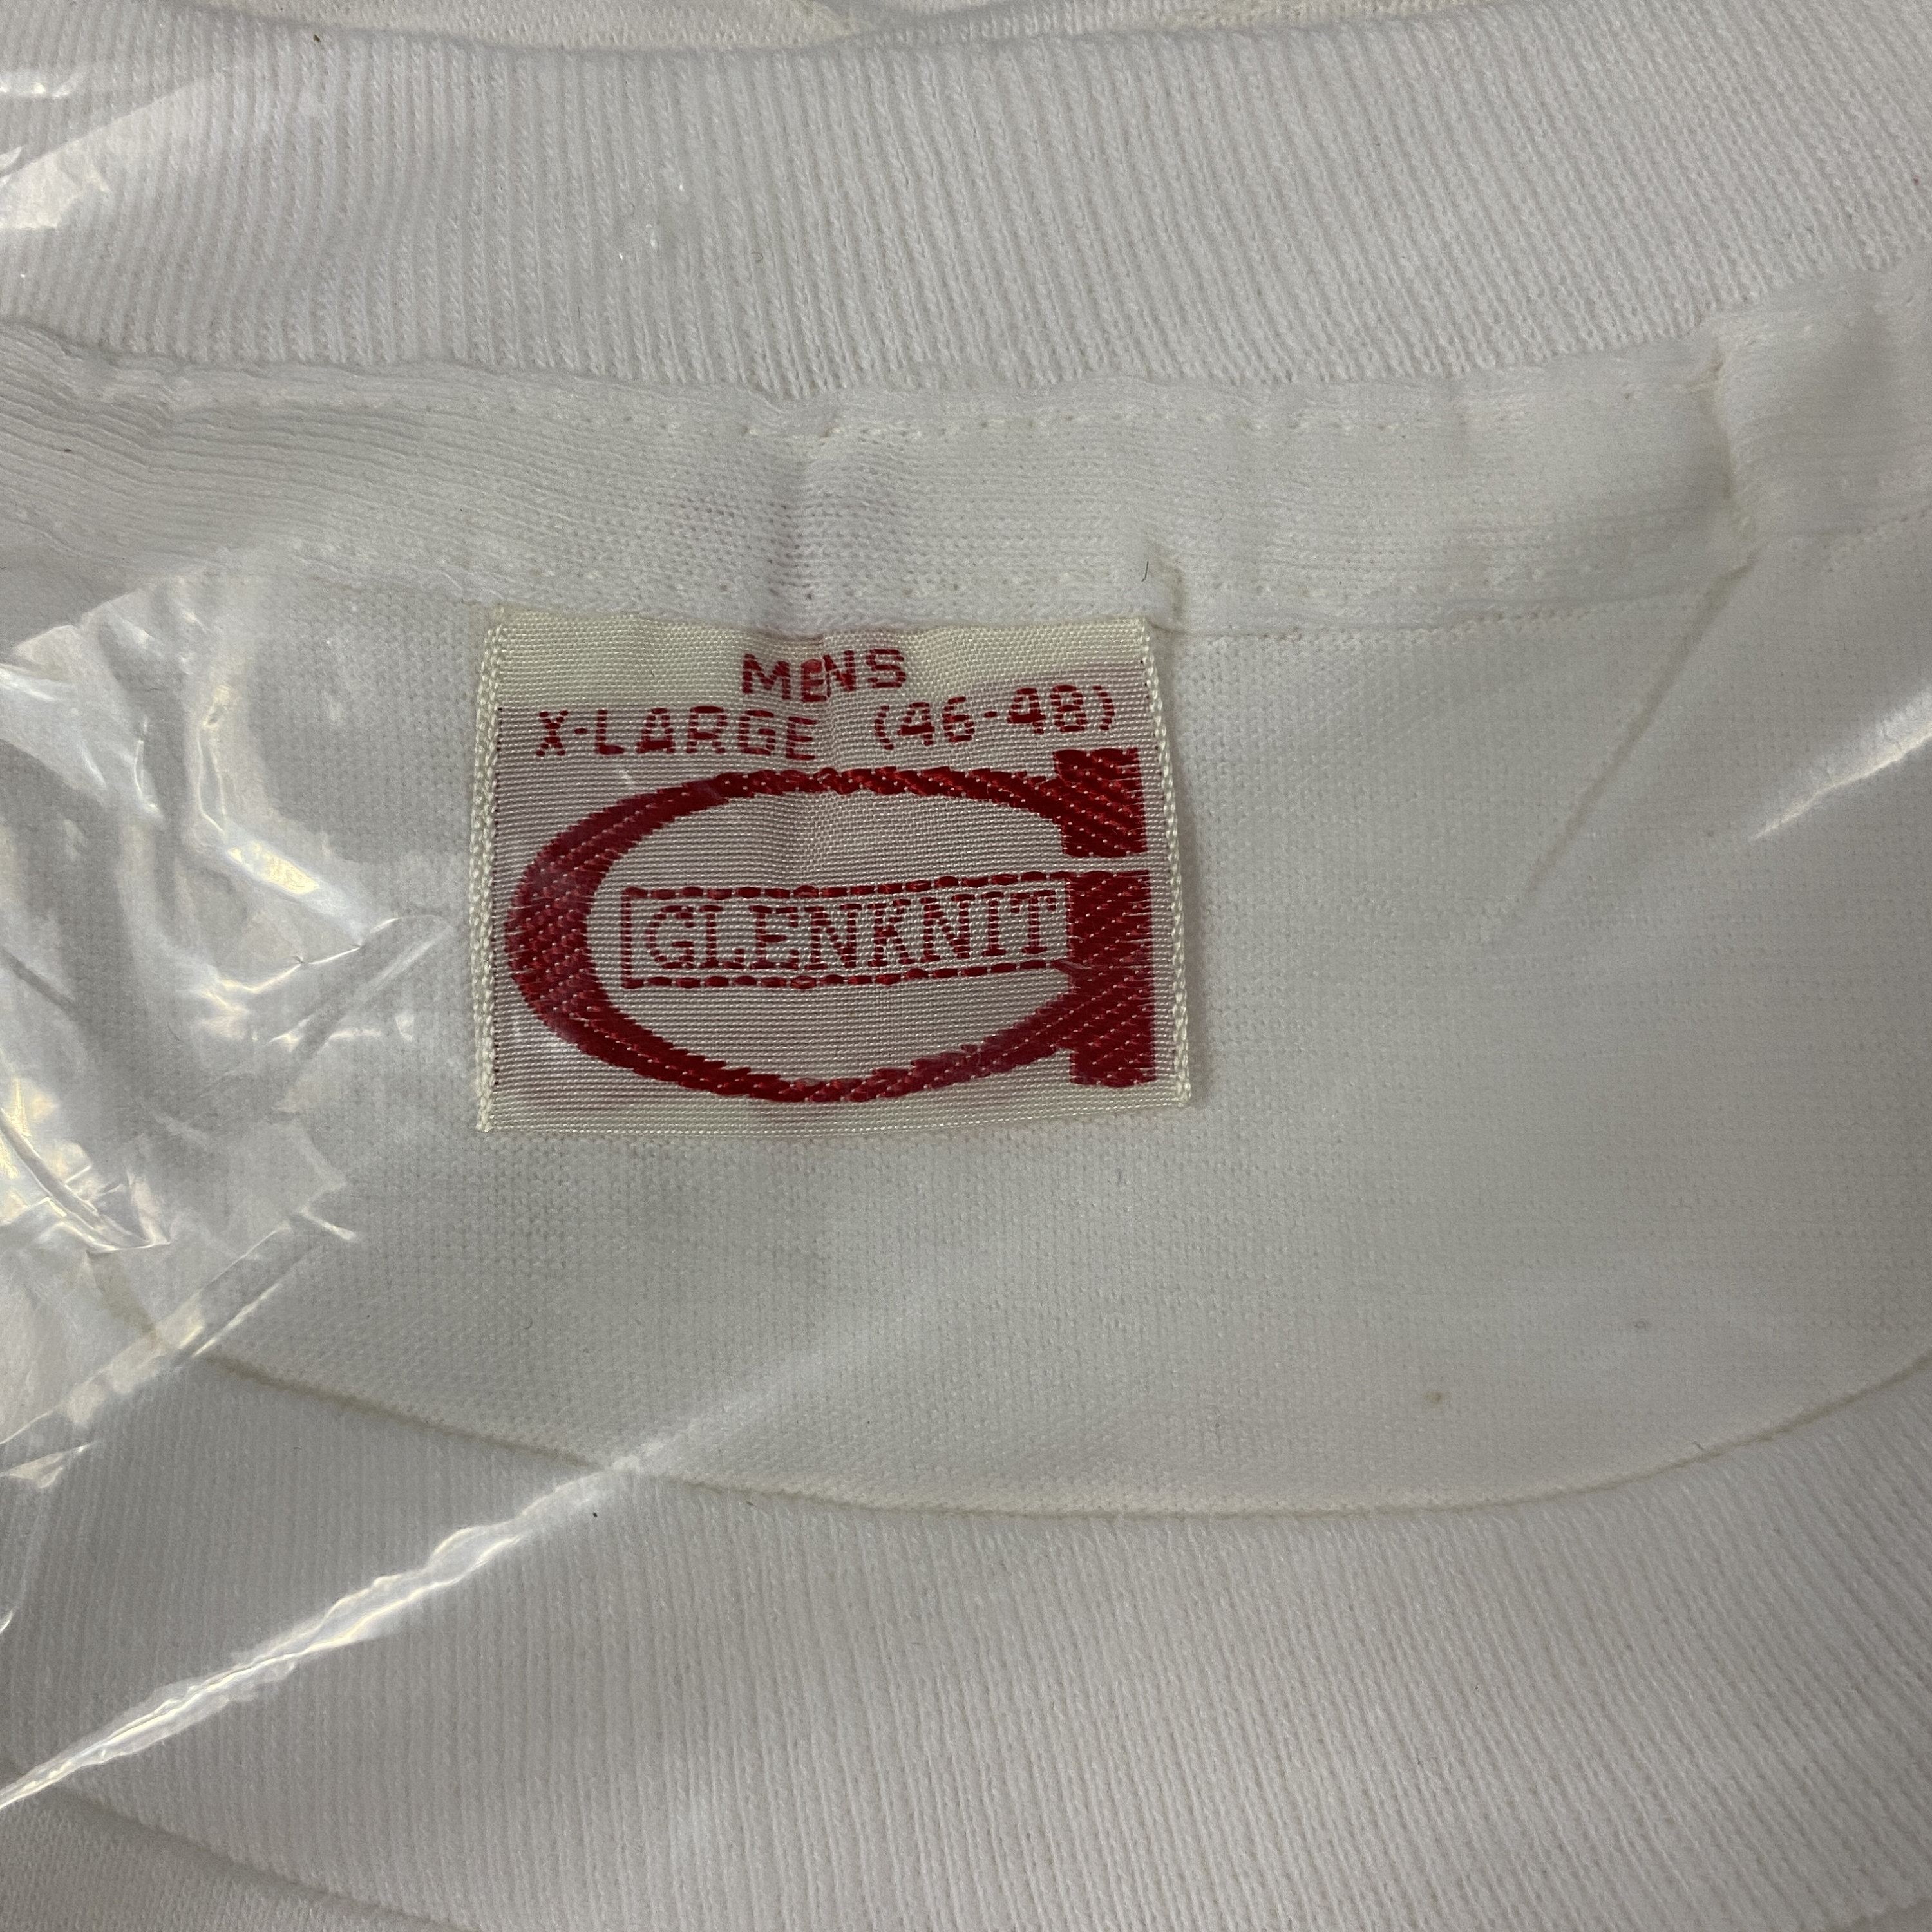 MENS
X-LARGE (46-48)
G
GLENKNIT